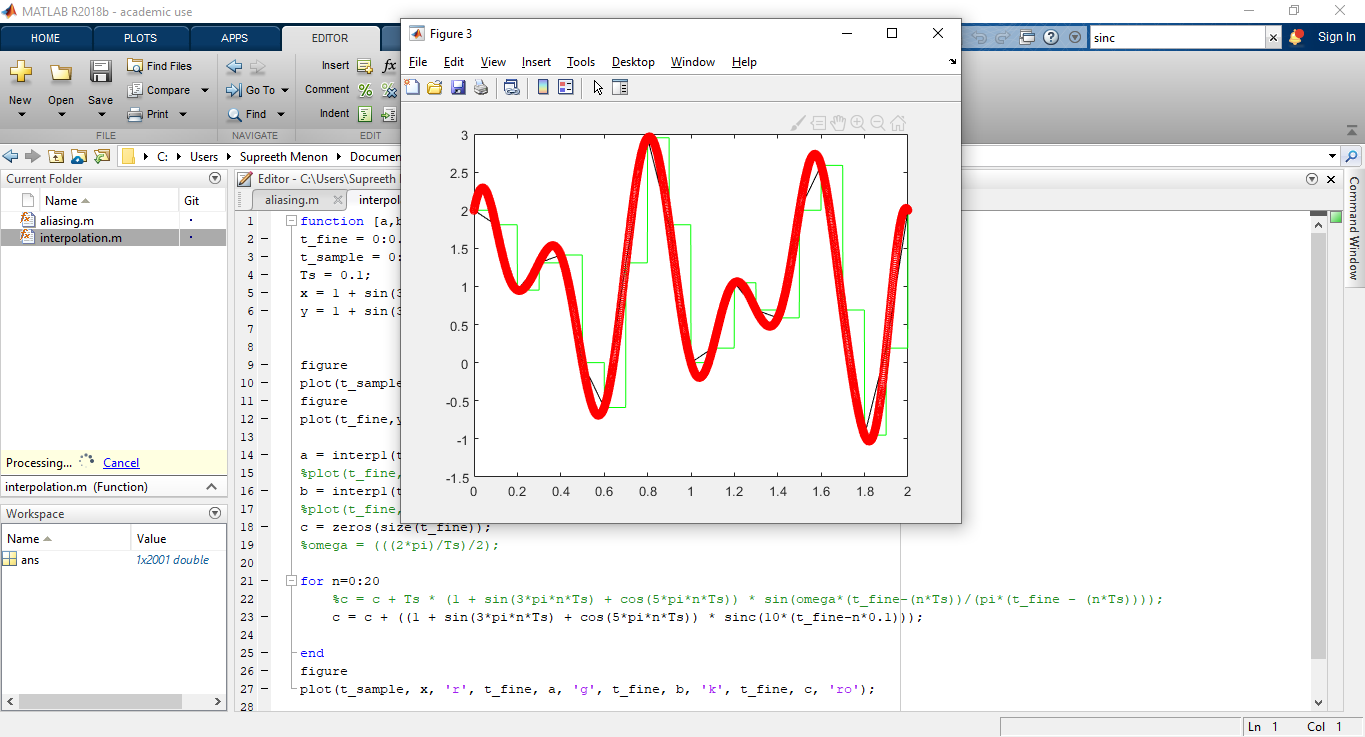 MATLAB R2018b - academic use
HOME PLOTS APPS EDITOR
sinc
Sign In
New
Open
Save
Find Files
Compare
Print
Go To
Find
Insert
fx
Comment
Indent
FILE
NAVIGATE
EDIT
C: Users Supreeth Menon Documen
Current Folder
Name Git
aliasing.m
interpolation.m
Processing... Cancel
interpolation.m (Function)
Workspace
Name Value
ans 1x2001 double
Editor - C:\Users\Supreeth
aliasing.m
interpol
1 function [a,b
2 t_fine = 0:0.
3 t_sample = 0:
4 Ts = 0.1;
5 x = 1 + sin(3
6 y = 1 + sin(3
7
8
9 figure
10 plot(t_sample
11 figure
12 plot(t_fine,y
13
14 a = interp1(t
15 %plot(t_fine,
16 b = interp1(t
17 %plot(t_fine,
18 c = zeros(size(t_fine));
19 %omega = (((2*pi)/Ts)/2);
20
21 for n=0:20
22 %c = c + Ts * (1 + sin(3*pi*n*Ts) + cos(5*pi*n*Ts)) * sin(omega*(t_fine-(n*Ts))/(pi*(t_fine - (n*Ts))));
23 c = c + ((1 + sin(3*pi*n*Ts) + cos(5*pi*n*Ts)) * sinc(10*(t_fine-n*0.1)));
24
25 end
26 figure
27 plot(t_sample, x, 'r', t_fine, a, 'g', t_fine, b, 'k', t_fine, c, 'ro');
28
Figure 3
File Edit View Insert Tools Desktop Window Help
3
2.5
2
1.5
1
0.5
0
-0.5
-1
-1.5
0 0.2 0.4 0.6 0.8 1 1.2 1.4 1.6 1.8 2
Command Window
Ln 1 Col 1